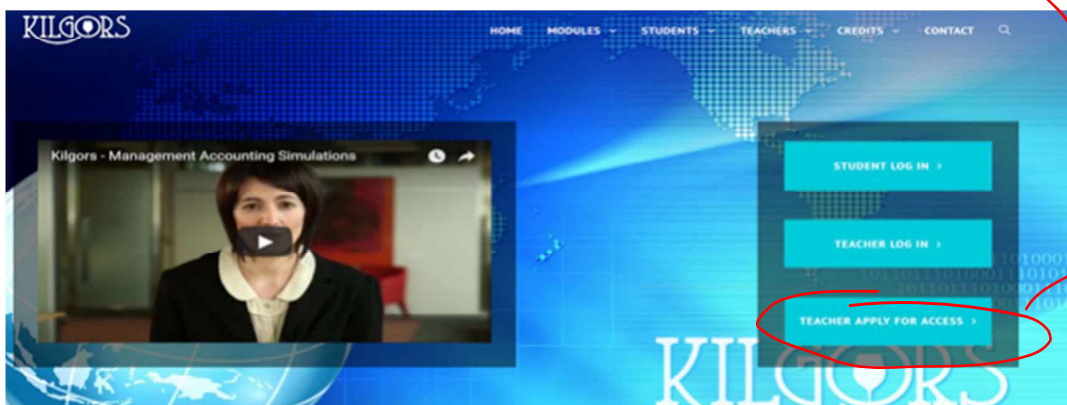 KILGORS
HOME MODULES STUDENTS TEACHERS CREDITS CONTACT
Kilgors - Management Accounting Simulations
STUDENT LOG IN >
TEACHER LOG IN >
TEACHER APPLY FOR ACCESS >
KILGORS